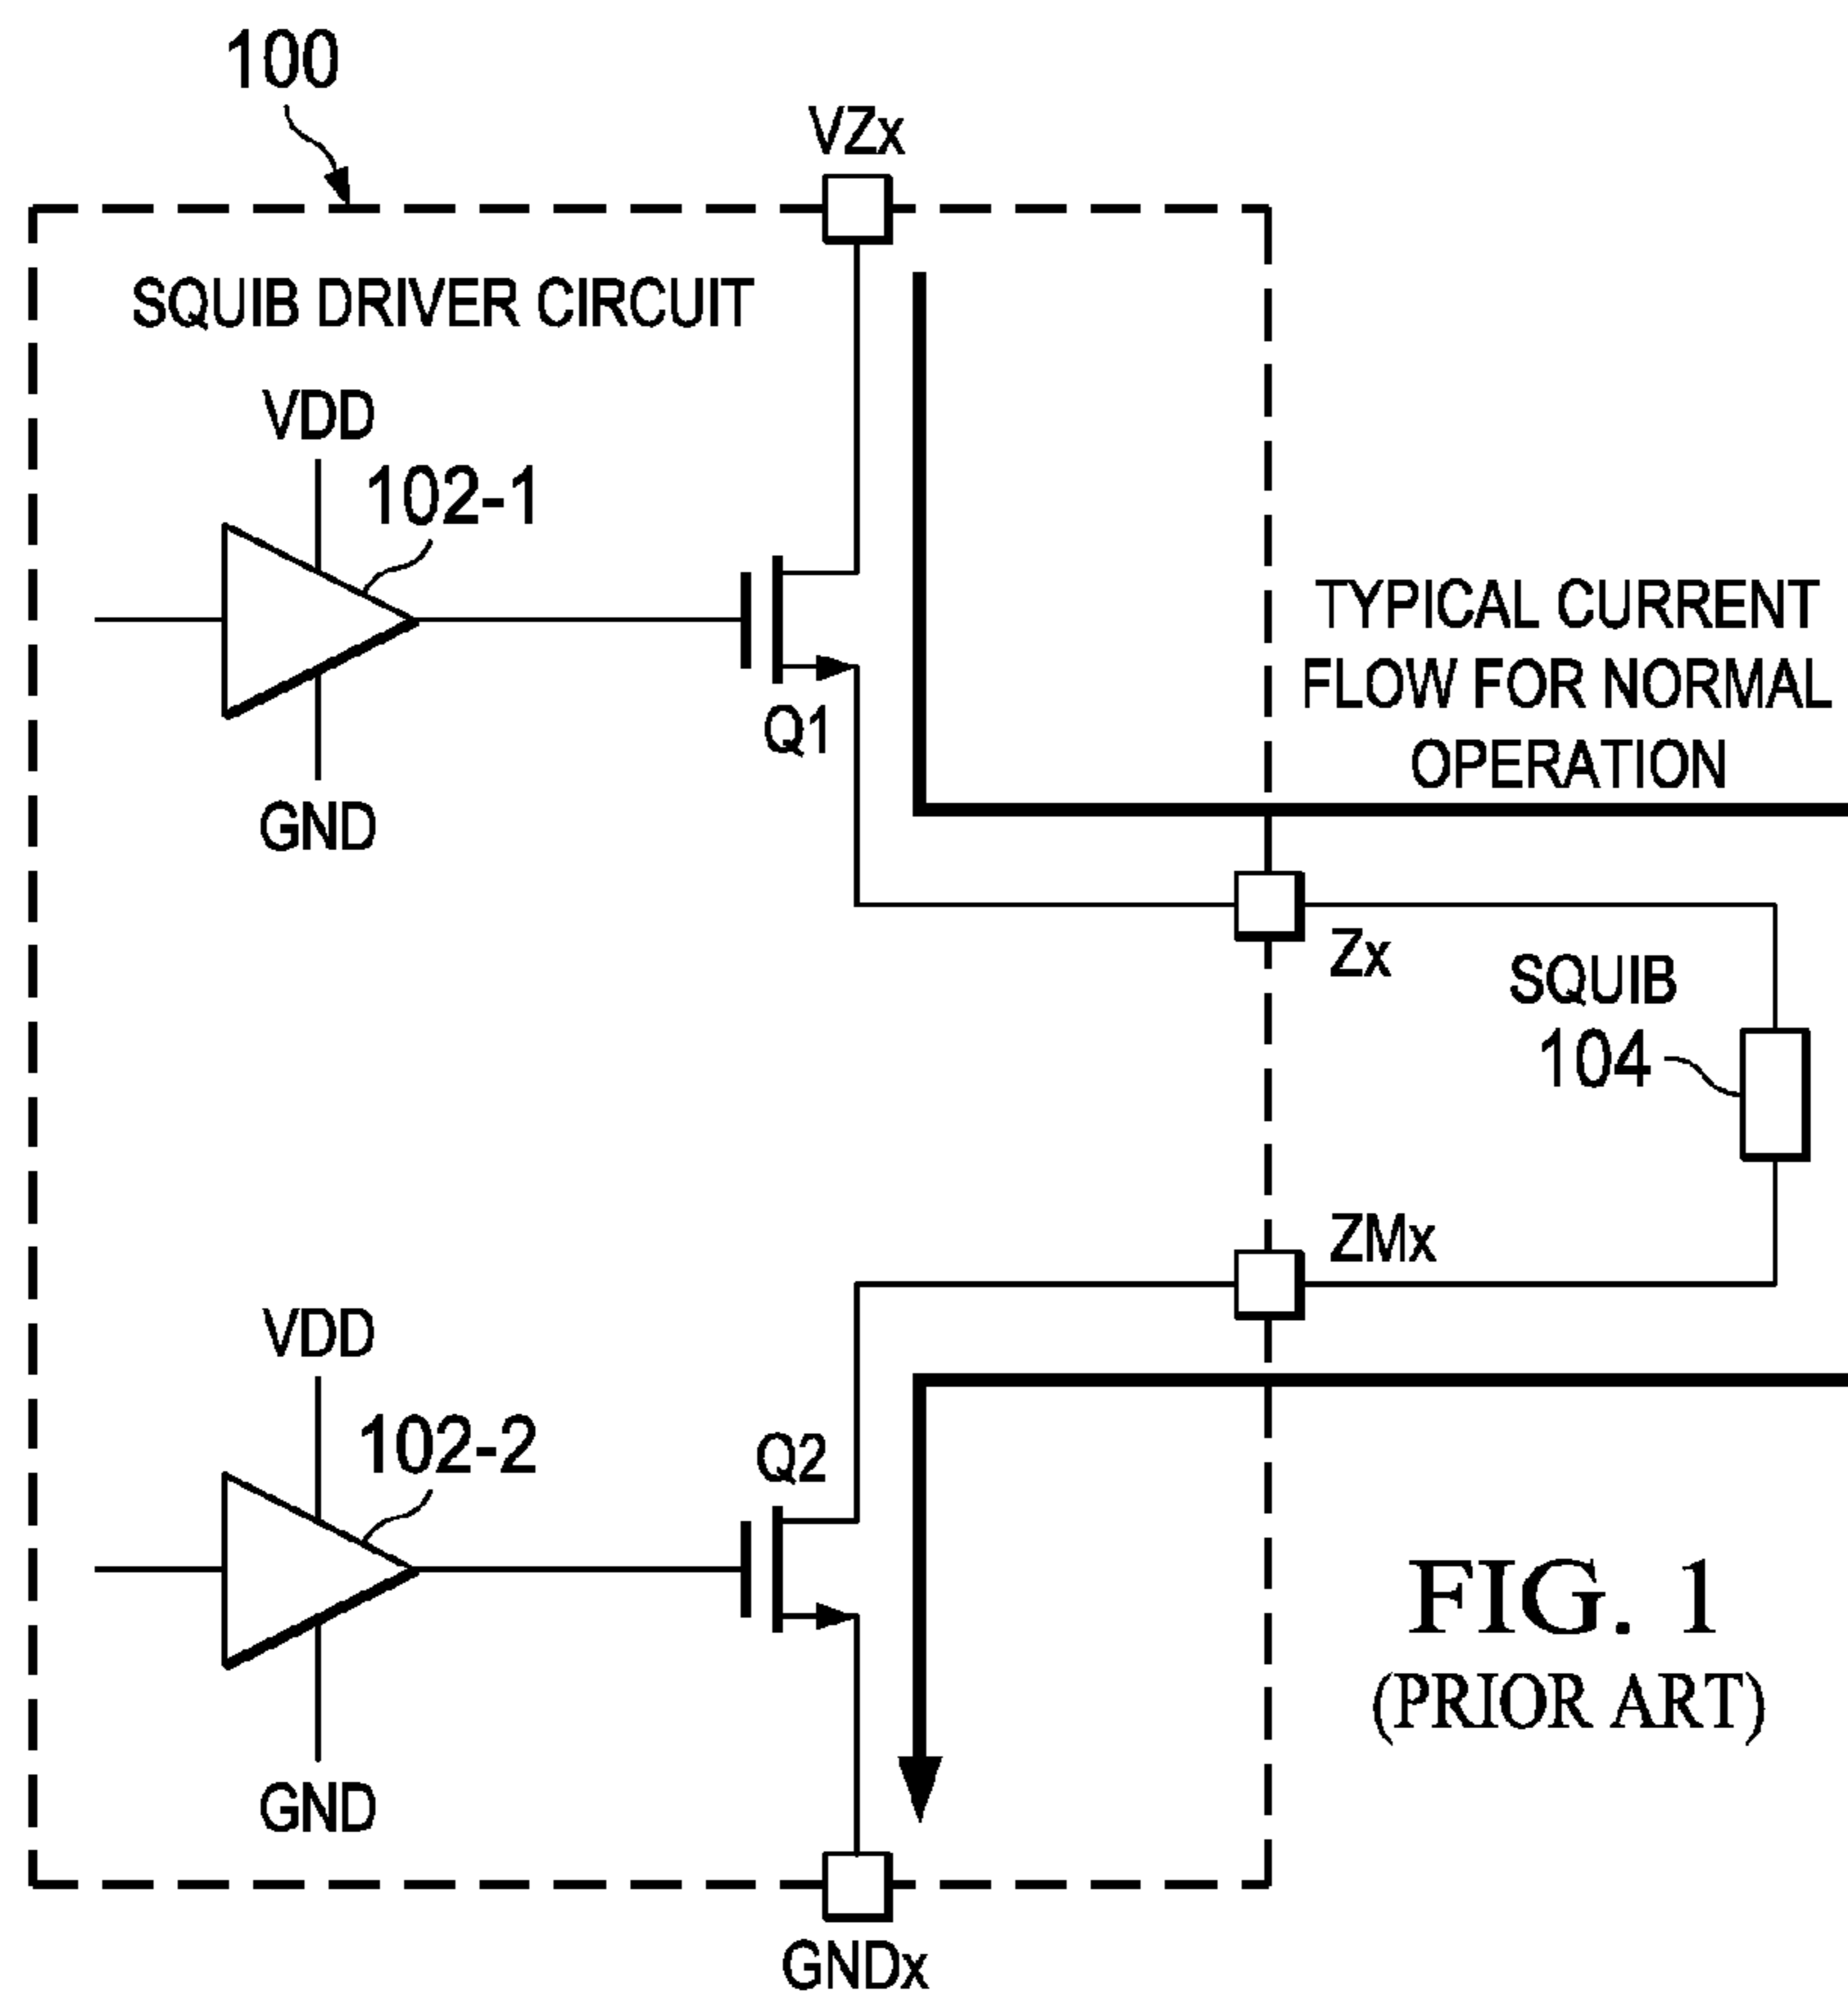 100
VZx
SQUIB DRIVER CIRCUIT
VDD
102-1
Q1
GND
TYPICAL CURRENT
FLOW FOR NORMAL
OPERATION
Zx
SQUIB
104
ZMx
VDD
102-2
Q2
GND
GNDx
FIG. 1
(PRIOR ART)